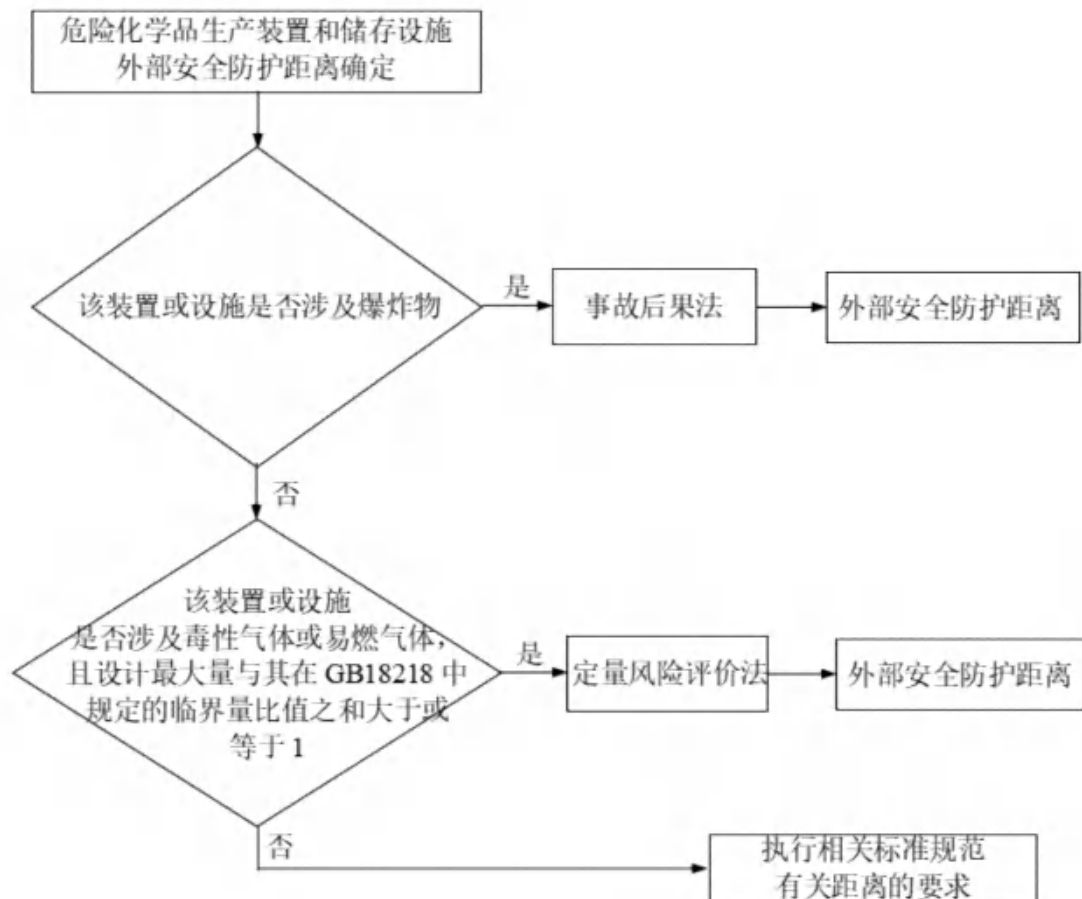 危险化学品生产装置和储存设施
外部安全防护距离确定
该装置或设施是否涉及爆炸物
是
事故后果法
外部安全防护距离
否
该装置或设施
是否涉及毒性气体或易燃气体，
且设计最大量与其在 GB18218 中
规定的临界量比值之和大于或
等于 1
是
定量风险评价法
外部安全防护距离
否
执行相关标准规范
有关距离的要求